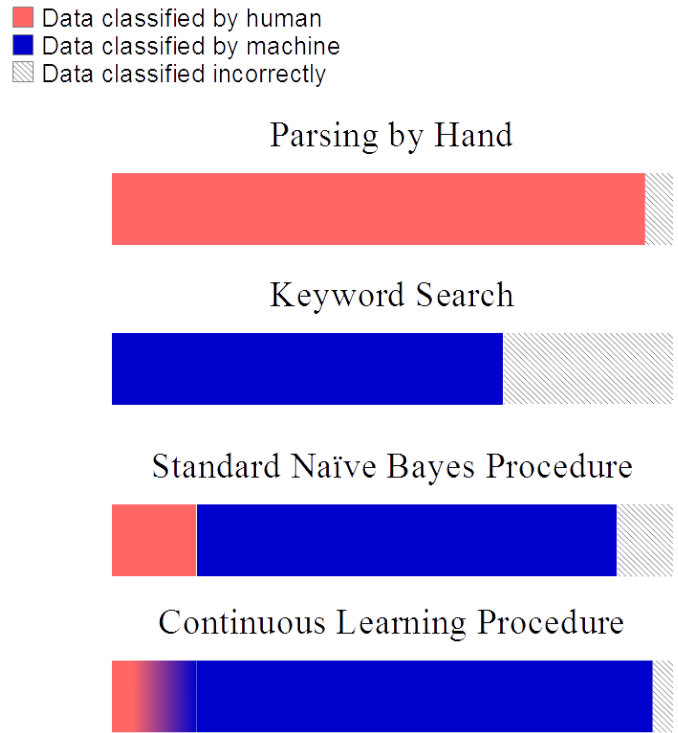 Data classified by human
Data classified by machine
Data classified incorrectly
Parsing by Hand
Keyword Search
Standard Naïve Bayes Procedure
Continuous Learning Procedure